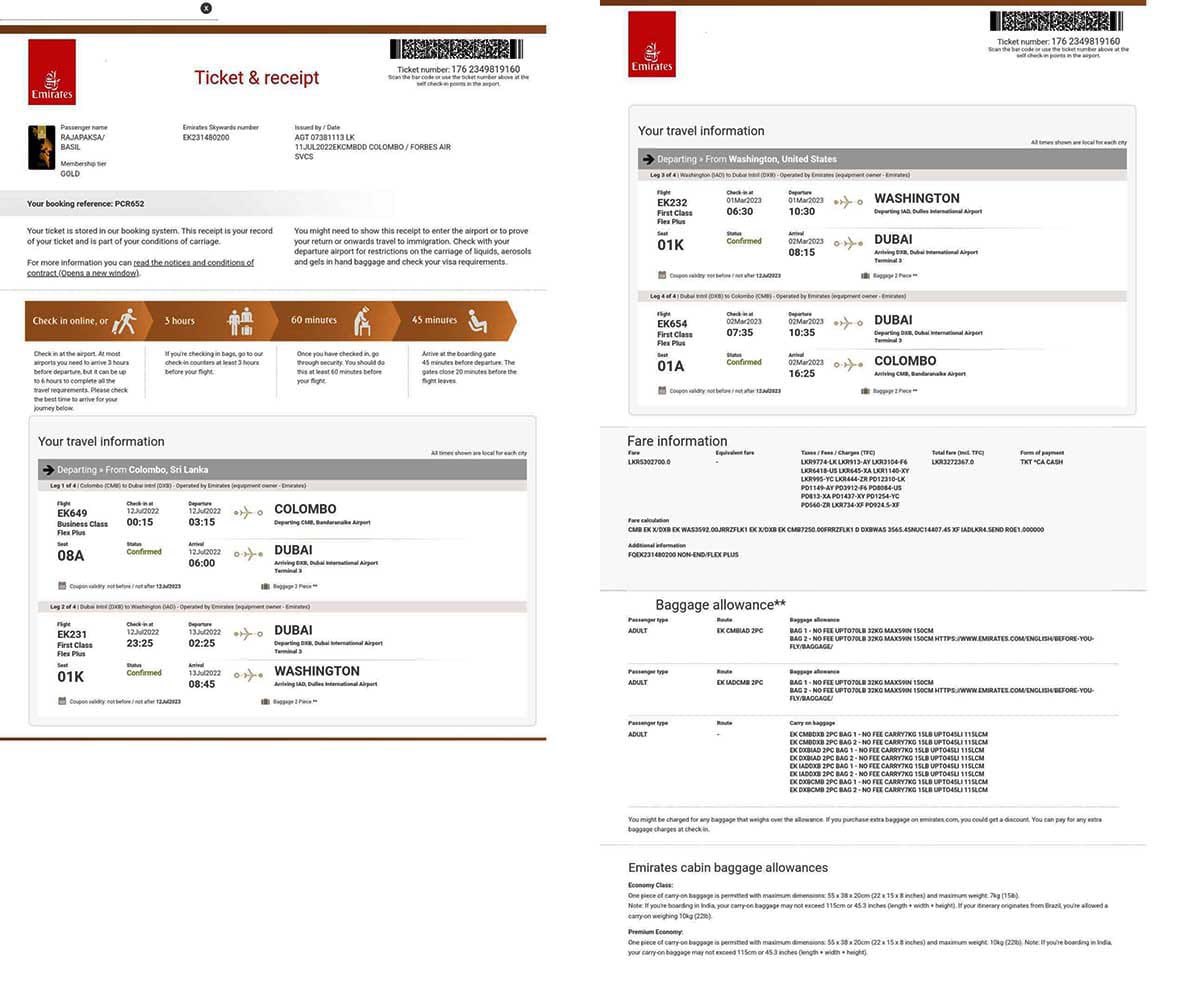 x
Emirates
Ticket & receipt
Ticket number: 176 2349819160
Scan the bar code or use the ticket number above at the
self check-in points in the airport.
Passenger name
RAJAPAKSA/
BASIL
Membership tier
GOLD
Emirates Skywards number
EK231480200
Issued by / Date
AGT 07381113 LK
11JUL2022EKCMBDD COLOMBO / FORBES AIR
SVCS
Your booking reference: PCR652
Your ticket is stored in our booking system. This receipt is your record
of your ticket and is part of your conditions of carriage.
For more information you can read the notices and conditions of
contract (Opens a new window).
You might need to show this receipt to enter the airport or to prove
your return or onwards travel to immigration. Check with your
departure airport for restrictions on the carriage of liquids, aerosols
and gels in hand baggage and check your visa requirements.
Check in online, or
3 hours
60 minutes
45 minutes
Check in at the airport. At most
airports you need to arrive 3 hours
before departure, but it can be up
to 6 hours to complete all the
travel requirements. Please check
the best time to arrive for your
journey below.
If you're checking in bags, go to our
check-in counters at least 3 hours
before your flight.
Once you have checked in, go
through security. You should do
this at least 60 minutes before
your flight.
Arrive at the boarding gate
45 minutes before departure. The
gates close 20 minutes before the
flight leaves.
Your travel information
All times shown are local for each city
Departing » From Colombo, Sri Lanka
Leg 1 of 4 | Colombo (CMB) to Dubai Intnl (DXB) - Operated by Emirates (equipment owner - Emirates)
Flight
EK649
Business Class
Flex Plus
Check-in at
12Jul2022
00:15
Departure
12Jul2022
03:15
COLOMBO
Departing CMB, Bandaranaike Airport
Seat
08A
Status
Confirmed
Arrival
12Jul2022
06:00
DUBAI
Arriving DXB, Dubai International Airport
Terminal 3
Coupon validity: not before / not after 12Jul2023
Baggage 2 Piece **
Leg 2 of 4 | Dubai Intnl (DXB) to Washington (IAD) - Operated by Emirates (equipment owner - Emirates)
Flight
EK231
First Class
Flex Plus
Check-in at
12Jul2022
23:25
Departure
13Jul2022
02:25
DUBAI
Departing DXB, Dubai International Airport
Terminal 3
Seat
01K
Status
Confirmed
Arrival
13Jul2022
08:45
WASHINGTON
Arriving IAD, Dulles International Airport
Coupon validity: not before / not after 12Jul2023
Baggage 2 Piece **
Emirates
Ticket number: 176 2349819160
Scan the bar code or use the ticket number above at the
self check-in points in the airport.
Your travel information
All times shown are local for each city
Departing » From Washington, United States
Leg 3 of 4 | Washington (IAD) to Dubai Intnl (DXB) - Operated by Emirates (equipment owner - Emirates)
Flight
EK232
First Class
Flex Plus
Check-in at
01Mar2023
06:30
Departure
01Mar2023
10:30
WASHINGTON
Departing IAD, Dulles International Airport
Seat
01K
Status
Confirmed
Arrival
02Mar2023
08:15
DUBAI
Arriving DXB, Dubai International Airport
Terminal 3
Coupon validity: not before / not after 12Jul2023
Baggage 2 Piece **
Leg 4 of 4 | Dubai Intnl (DXB) to Colombo (CMB) - Operated by Emirates (equipment owner - Emirates)
Flight
EK654
First Class
Flex Plus
Check-in at
02Mar2023
07:35
Departure
02Mar2023
10:35
DUBAI
Departing DXB, Dubai International Airport
Terminal 3
Seat
01A
Status
Confirmed
Arrival
02Mar2023
16:25
COLOMBO
Arriving CMB, Bandaranaike Airport
Coupon validity: not before / not after 12Jul2023
Baggage 2 Piece **
Fare information
Fare
LKR5302700.0
Equivalent fare
-
Taxes / Fees / Charges (TFC)
LKR9774-LK LKR913-AY LKR3104-F6
LKR6418-US LKR645-XA LKR1140-XY
LKR995-YC LKR444-ZR PD12310-LK
PD1149-AY PD3912-F6 PD8084-US
PD813-XA PD1437-XY PD1254-YC
PD560-ZR LKR734-XF PD924.5-XF
Total fare (Incl. TFC)
LKR3272367.0
Form of payment
TKT *CA CASH
Fare calculation
CMB EK X/DXB EK WAS3592.00JRRZFLK1 EK X/DXB EK CMB7250.00FRRZFLK1 D DXBWAS 3565.45NUC14407.45 XF IADLKR4.5END ROE1.000000
Additional information
FQEK231480200 NON-END/FLEX PLUS
Baggage allowance**
Passenger type
ADULT
Route
EK CMBIAD 2PC
Baggage allowance
BAG 1 - NO FEE UPTO70LB 32KG MAX59IN 150CM
BAG 2 - NO FEE UPTO70LB 32KG MAX59IN 150CM HTTPS://WWW.EMIRATES.COM/ENGLISH/BEFORE-YOU-
FLY/BAGGAGE/
Passenger type
ADULT
Route
EK IADCMB 2PC
Baggage allowance
BAG 1 - NO FEE UPTO70LB 32KG MAX59IN 150CM
BAG 2 - NO FEE UPTO70LB 32KG MAX59IN 150CM HTTPS://WWW.EMIRATES.COM/ENGLISH/BEFORE-YOU-
FLY/BAGGAGE/
Passenger type
ADULT
Route
-
Carry on baggage
EK CMBDXB 2PC BAG 1 - NO FEE CARRY7KG 15LB UPTO45LI 115LCM
EK CMBDXB 2PC BAG 2 - NO FEE CARRY7KG 15LB UPTO45LI 115LCM
EK DXBIAD 2PC BAG 1 - NO FEE CARRY7KG 15LB UPTO45LI 115LCM
EK DXBIAD 2PC BAG 2 - NO FEE CARRY7KG 15LB UPTO45LI 115LCM
EK IADDXB 2PC BAG 1 - NO FEE CARRY7KG 15LB UPTO45LI 115LCM
EK IADDXB 2PC BAG 2 - NO FEE CARRY7KG 15LB UPTO45LI 115LCM
EK DXBCMB 2PC BAG 1 - NO FEE CARRY7KG 15LB UPTO45LI 115LCM
EK DXBCMB 2PC BAG 2 - NO FEE CARRY7KG 15LB UPTO45LI 115LCM
You might be charged for any baggage that weighs over the allowance. If you purchase extra baggage on emirates.com, you could get a discount. You can pay for any extra
baggage charges at check in.
Emirates cabin baggage allowances
Economy Class:
One piece of carry-on baggage is permitted with maximum dimensions: 55 x 38 x 20cm (22 x 15 x 8 inches) and maximum weight: 7kg (15lb).
Note: If you're boarding in India, your carry-on baggage may not exceed 115cm or 45.3 inches (length + width + height). If your itinerary originates from Brazil, you're allowed a
carry-on weighing 10kg (22lb).
Premium Economy:
One piece of carry-on baggage is permitted with maximum dimensions: 55 x 38 x 20cm (22 x 15 x 8 inches) and maximum weight: 10kg (22lb). Note: If you're boarding in India,
your carry-on baggage may not exceed 115cm or 45.3 inches (length + width + height).